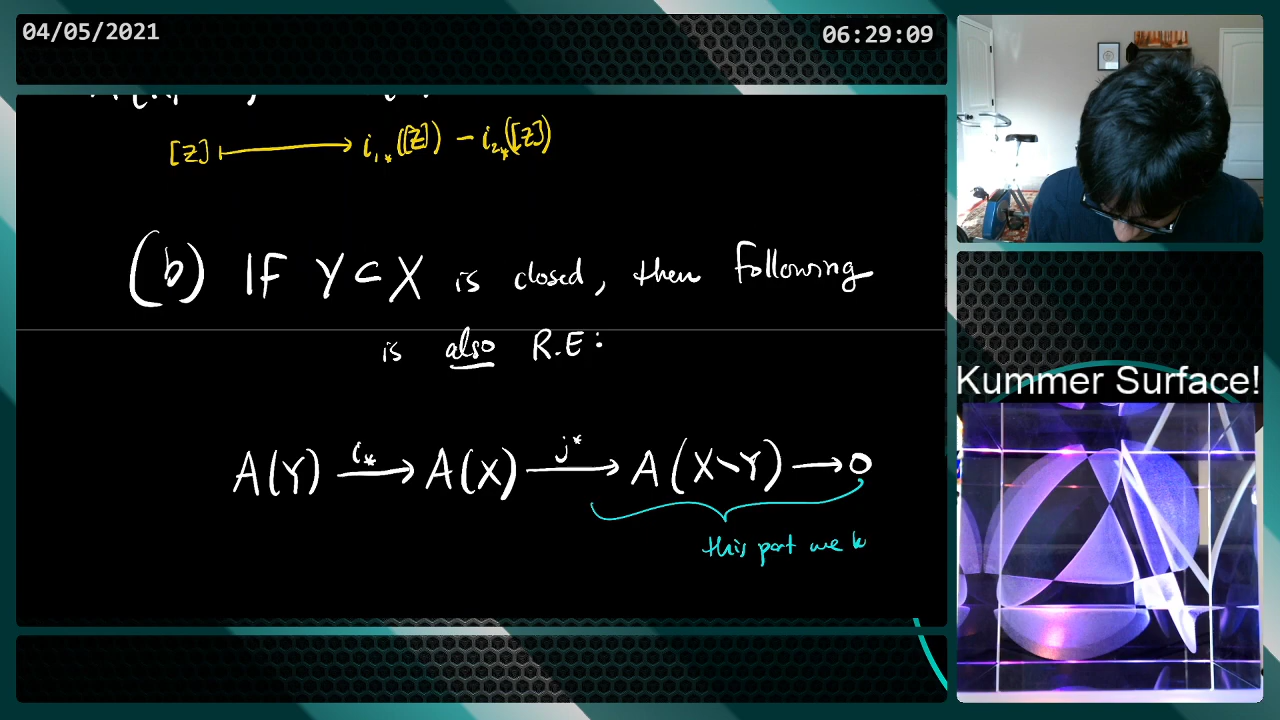 04/05/2021
06:29:09
[Z] ⟼ i₁⁎([Z]) − i₂⁎([Z])
(b) IF Y ⊂ X is closed, then following
is also R.E:
A(Y) —i⁎→ A(X) —j*→ A(X∖Y) → 0
this part we k
Kummer Surface!